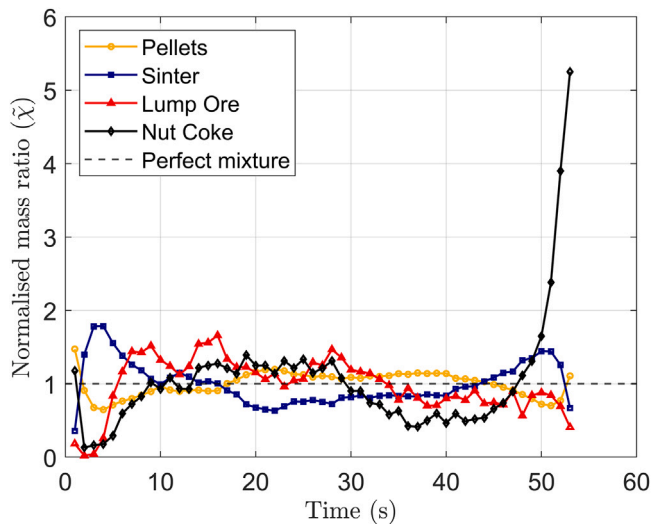 6
5
4
3
2
1
0
Normalised mass ratio (χ̃)
Pellets
Sinter
Lump Ore
Nut Coke
Perfect mixture
0 10 20 30 40 50 60
Time (s)